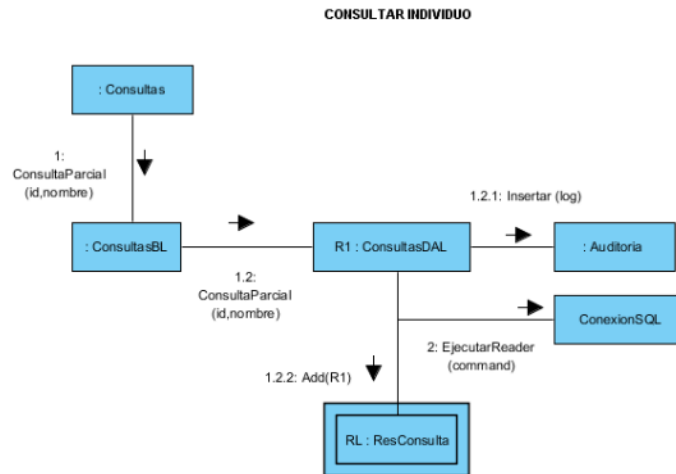 CONSULTAR INDIVIDUO
: Consultas
1:
ConsultaParcial
(id,nombre)
1.2.1: Insertar (log)
: ConsultasBL
R1 : ConsultasDAL
: Auditoria
1.2:
ConsultaParcial
(id,nombre)
ConexionSQL
2: EjecutarReader
(command)
1.2.2: Add(R1)
RL : ResConsulta